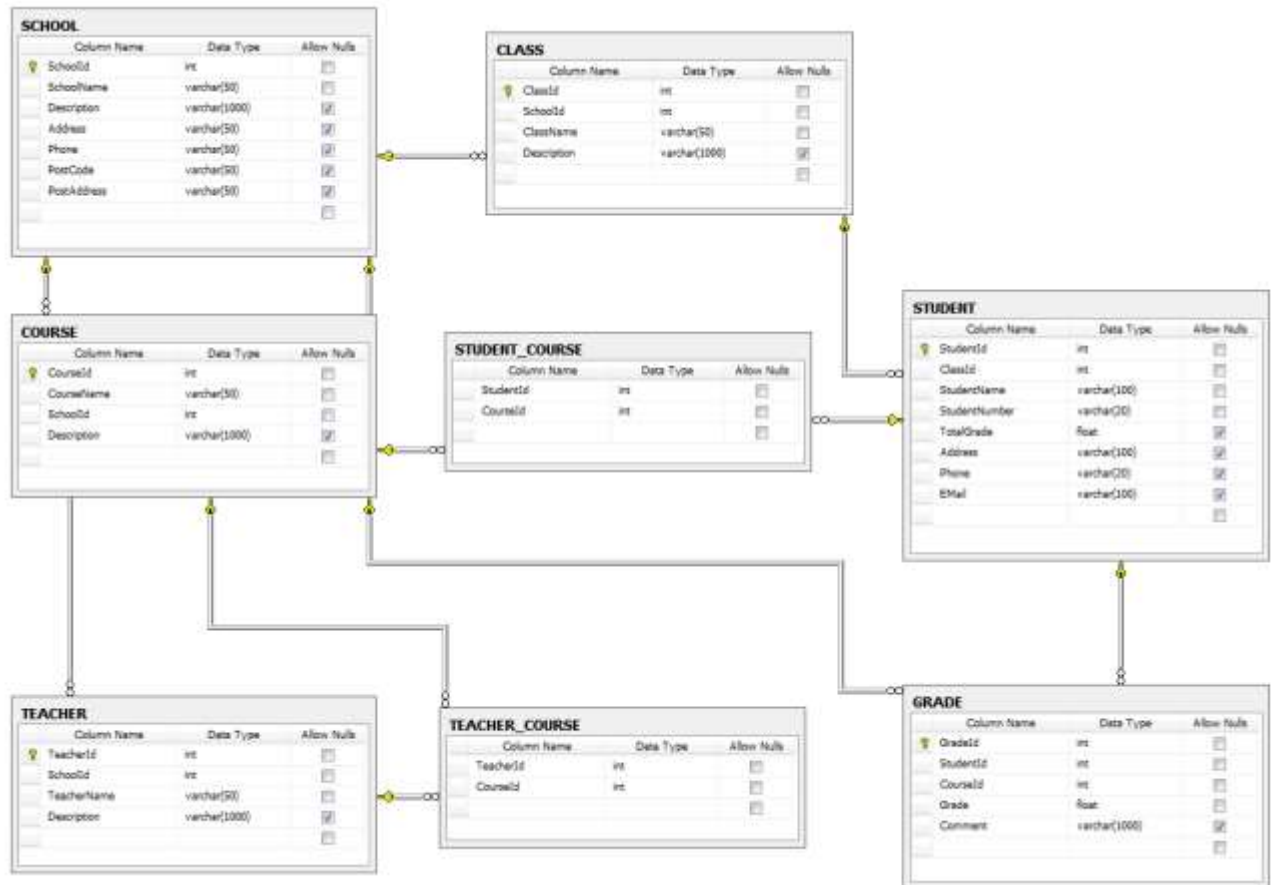 SCHOOL
Column Name Data Type Allow Nulls
SchoolId int
SchoolName varchar(50)
Description varchar(1000)
Address varchar(50)
Phone varchar(50)
PostCode varchar(50)
PostAddress varchar(50)
CLASS
Column Name Data Type Allow Nulls
ClassId int
SchoolId int
ClassName varchar(50)
Description varchar(1000)
COURSE
Column Name Data Type Allow Nulls
CourseId int
CourseName varchar(50)
SchoolId int
Description varchar(1000)
STUDENT_COURSE
Column Name Data Type Allow Nulls
StudentId int
CourseId int
STUDENT
Column Name Data Type Allow Nulls
StudentId int
ClassId int
StudentName varchar(100)
StudentNumber varchar(20)
TotalGrade float
Address varchar(100)
Phone varchar(20)
EMail varchar(100)
TEACHER
Column Name Data Type Allow Nulls
TeacherId int
SchoolId int
TeacherName varchar(50)
Description varchar(1000)
TEACHER_COURSE
Column Name Data Type Allow Nulls
TeacherId int
CourseId int
GRADE
Column Name Data Type Allow Nulls
GradeId int
StudentId int
CourseId int
Grade float
Comment varchar(1000)